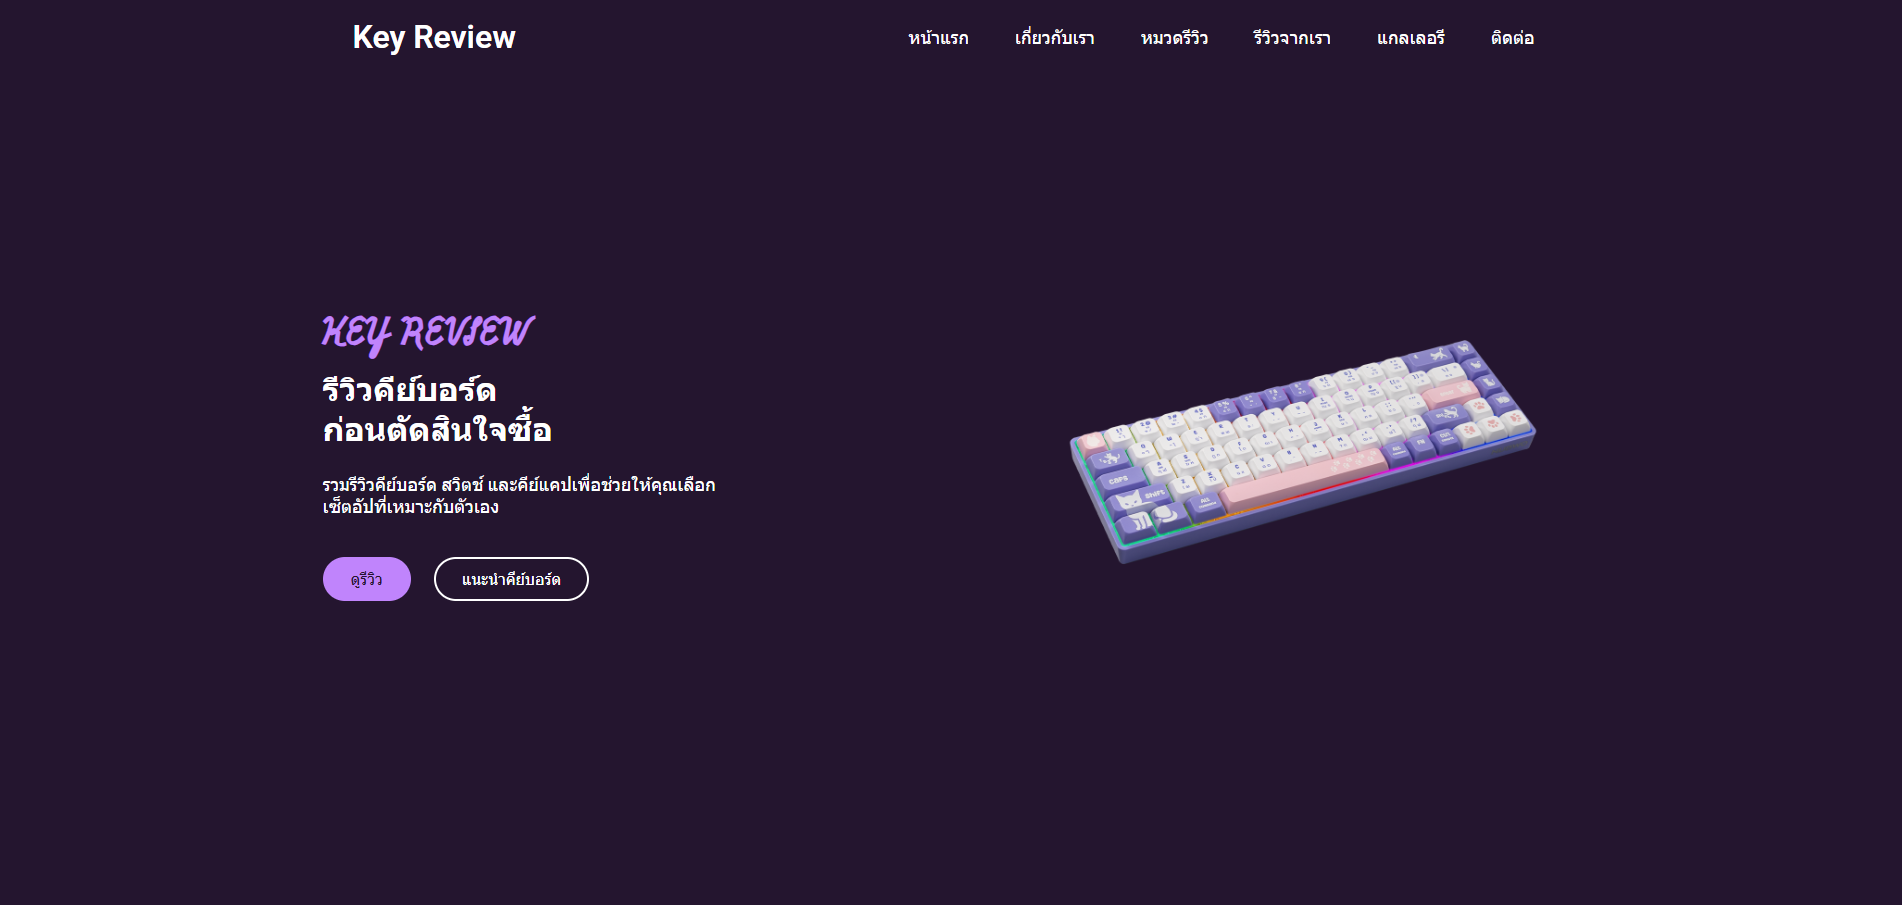 Key Review
หน้าแรก เกี่ยวกับเรา หมวดรีวิว รีวิวจากเรา แกลเลอรี ติดต่อ
KEY REVIEW
รีวิวคีย์บอร์ด
ก่อนตัดสินใจซื้อ
รวมรีวิวคีย์บอร์ด สวิตช์ และคีย์แคปเพื่อช่วยให้คุณเลือก
เซ็ตอัปที่เหมาะกับตัวเอง
ดูรีวิว
แนะนำคีย์บอร์ด
caps
Shift